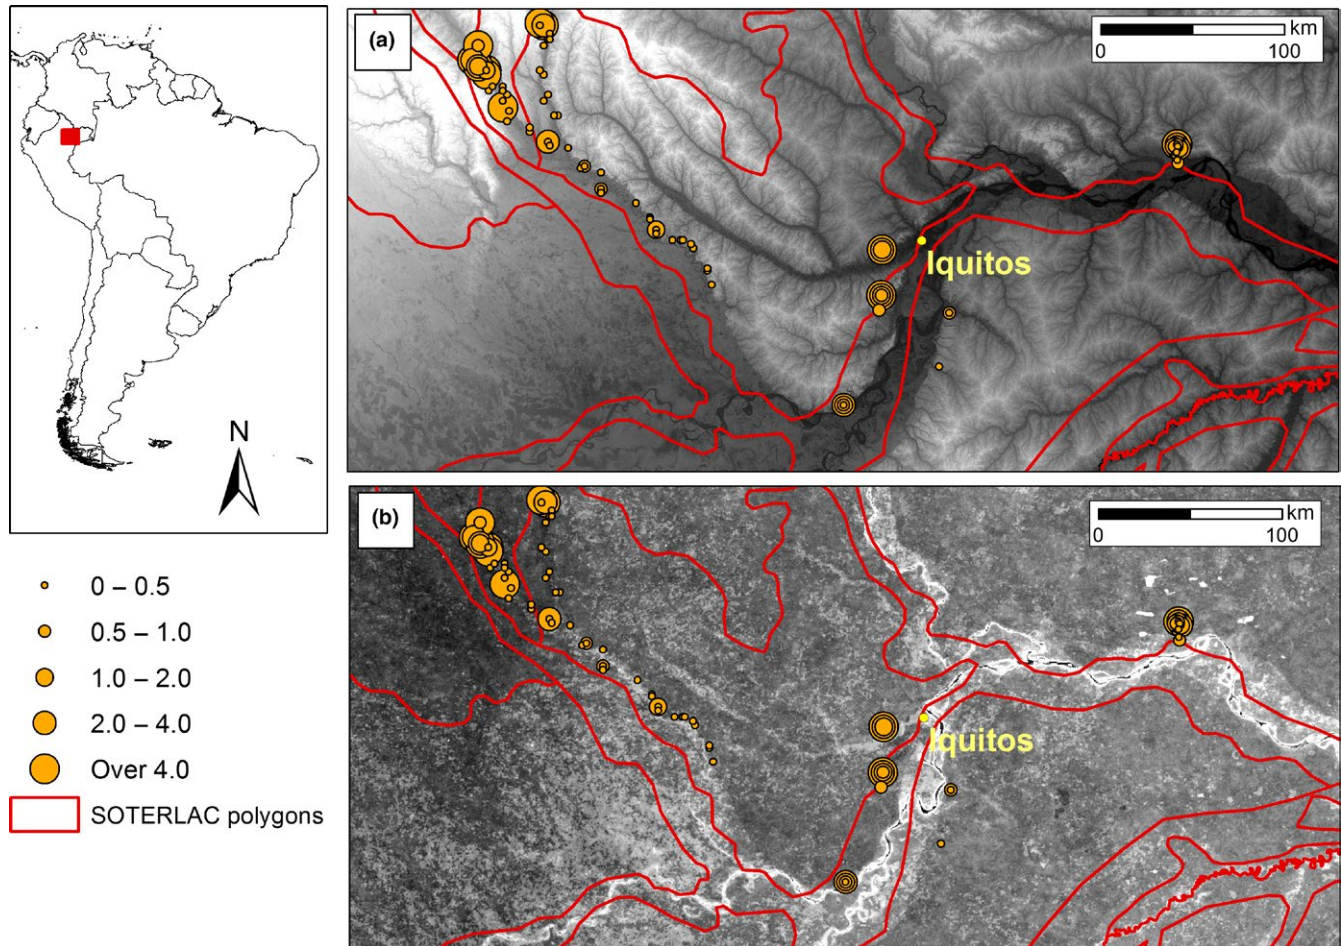 N
0 – 0.5
0.5 – 1.0
1.0 – 2.0
2.0 – 4.0
Over 4.0
SOTERLAC polygons
(a)
km
0 100
Iquitos
(b)
km
0 100
Iquitos